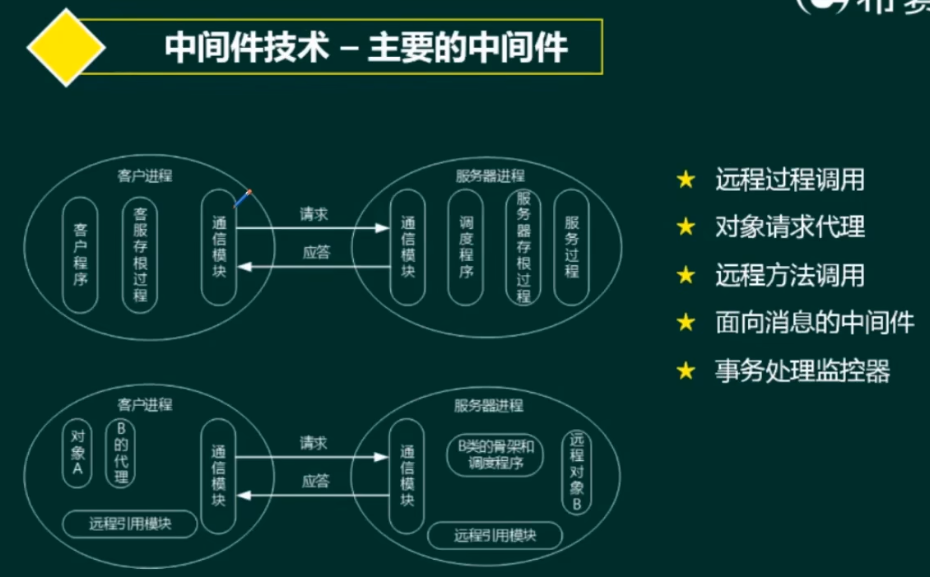 中间件技术 – 主要的中间件
客户进程
客户程序
客服存根过程
通信模块
请求
应答
服务器进程
通信模块
调度程序
服务器存根过程
服务过程
客户进程
对象A
B的代理
通信模块
远程引用模块
请求
应答
服务器进程
通信模块
B类的骨架和
调度程序
远程对象B
远程引用模块
★ 远程过程调用
★ 对象请求代理
★ 远程方法调用
★ 面向消息的中间件
★ 事务处理监控器